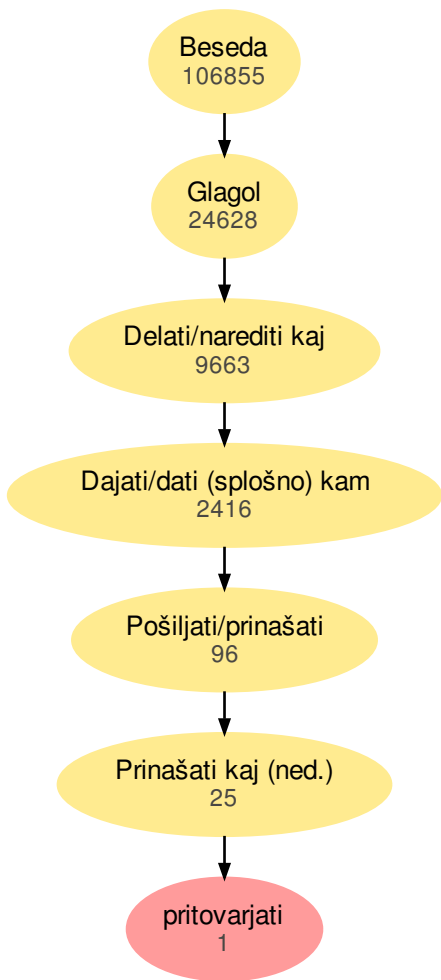 Beseda
106855
Glagol
24628
Delati/narediti kaj
9663
Dajati/dati (splošno) kam
2416
Pošiljati/prinašati
96
Prinašati kaj (ned.)
25
pritovarjati
1